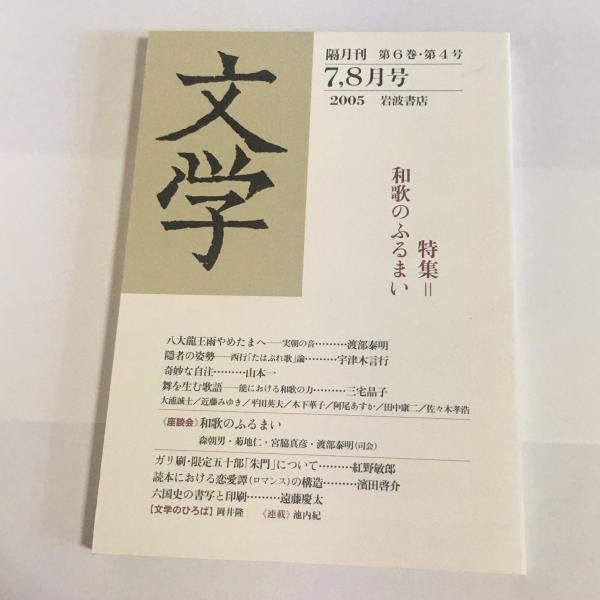 文学
隔月刊 第6巻・第4号
7,8月号
2005 岩波書店
特集=
和歌のふるまい
八大龍王雨やめたまへ──実朝の音………渡部泰明
隠者の姿勢──西行「たはぶれ歌」論………宇津木言行
奇妙な自注………山本一
舞を生む歌語──能における和歌の力………三宅晶子
大浦誠士/近藤みゆき/平田英夫/木下華子/阿尾あすか/田中康二/佐々木孝浩
《座談会》和歌のふるまい
森朝男・菊地仁・宮脇真彦・渡部泰明(司会)
ガリ刷・限定五十部「朱門」について………紅野敏郎
読本における恋愛譚(ロマンス)の構造………濱田啓介
六国史の書写と印刷………遠藤慶太
【文学のひろば】岡井隆 《連載》池内紀